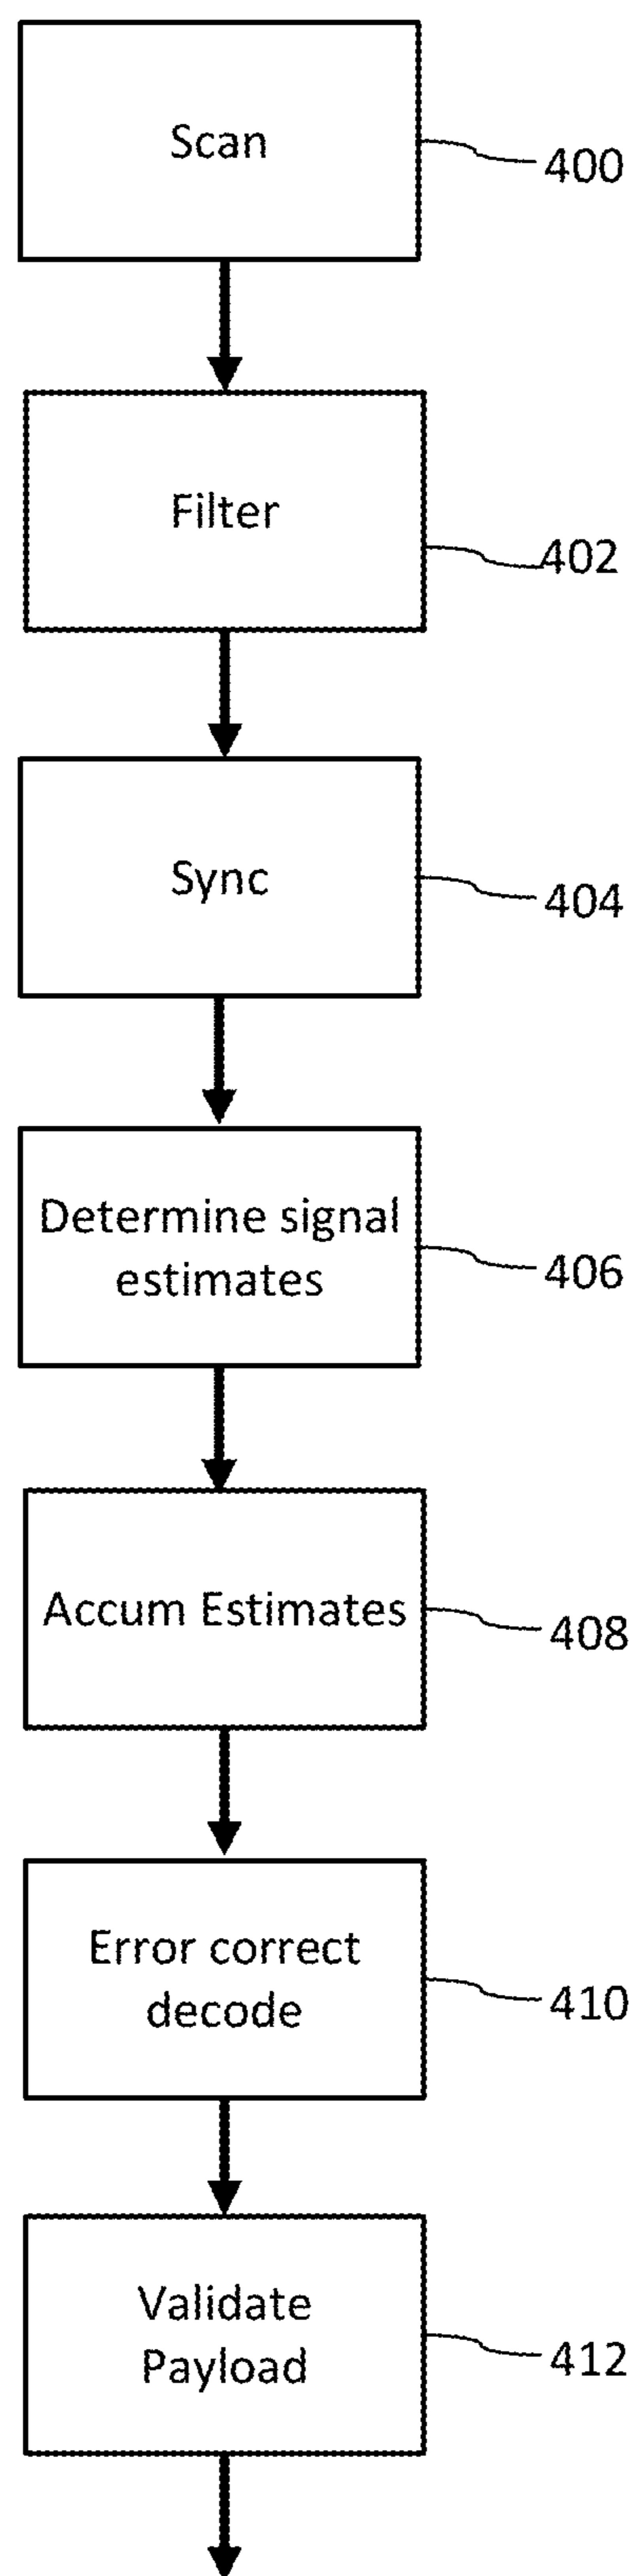 Scan
400
Filter
402
Sync
404
Determine signal
estimates
406
Accum Estimates
408
Error correct
decode
410
Validate
Payload
412